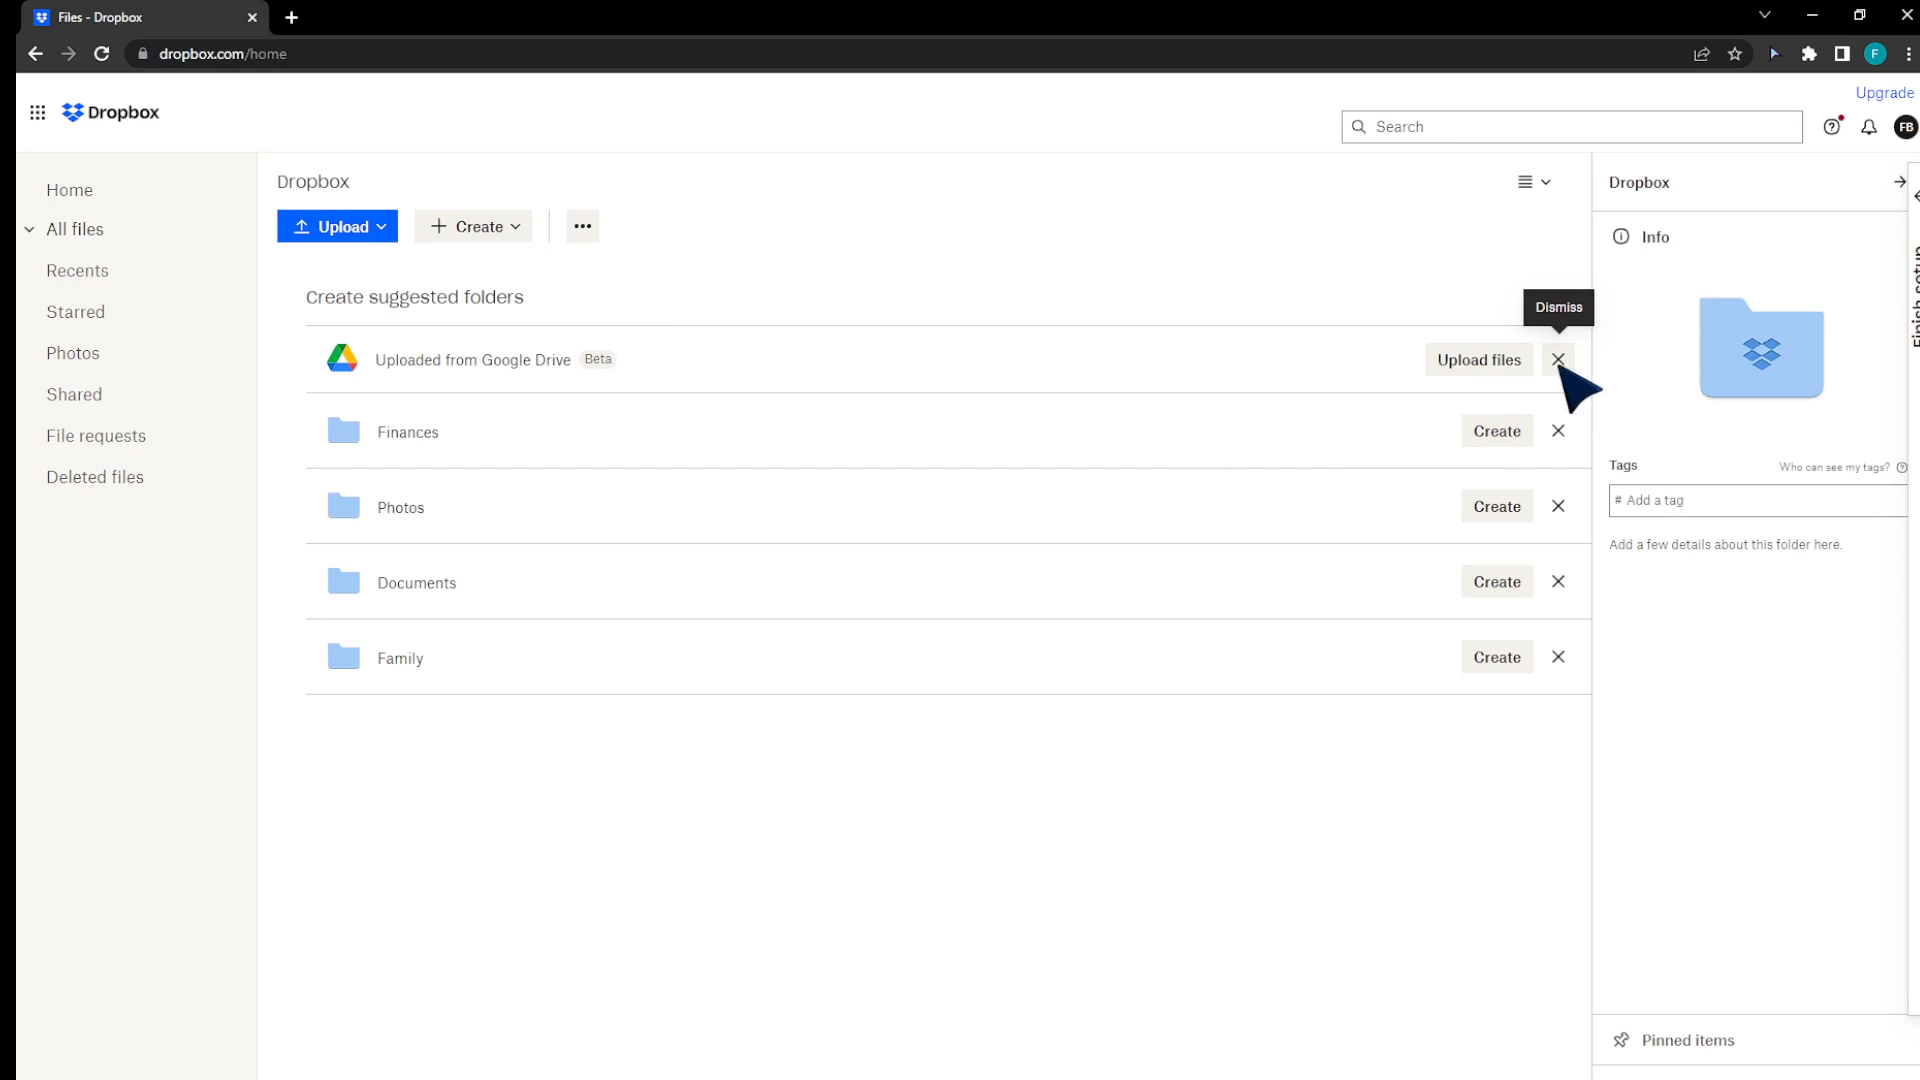 Files - Dropbox
dropbox.com/home
Upgrade
Dropbox
Search
FB
F
Home
All files
Recents
Starred
Photos
Shared
File requests
Deleted files
Dropbox
Upload
Create
Create suggested folders
Dismiss
Uploaded from Google Drive Beta
Upload files
Finances
Create
Photos
Create
Documents
Create
Family
Create
Dropbox
Info
Tags
Who can see my tags?
# Add a tag
Add a few details about this folder here.
Pinned items
Finish setup